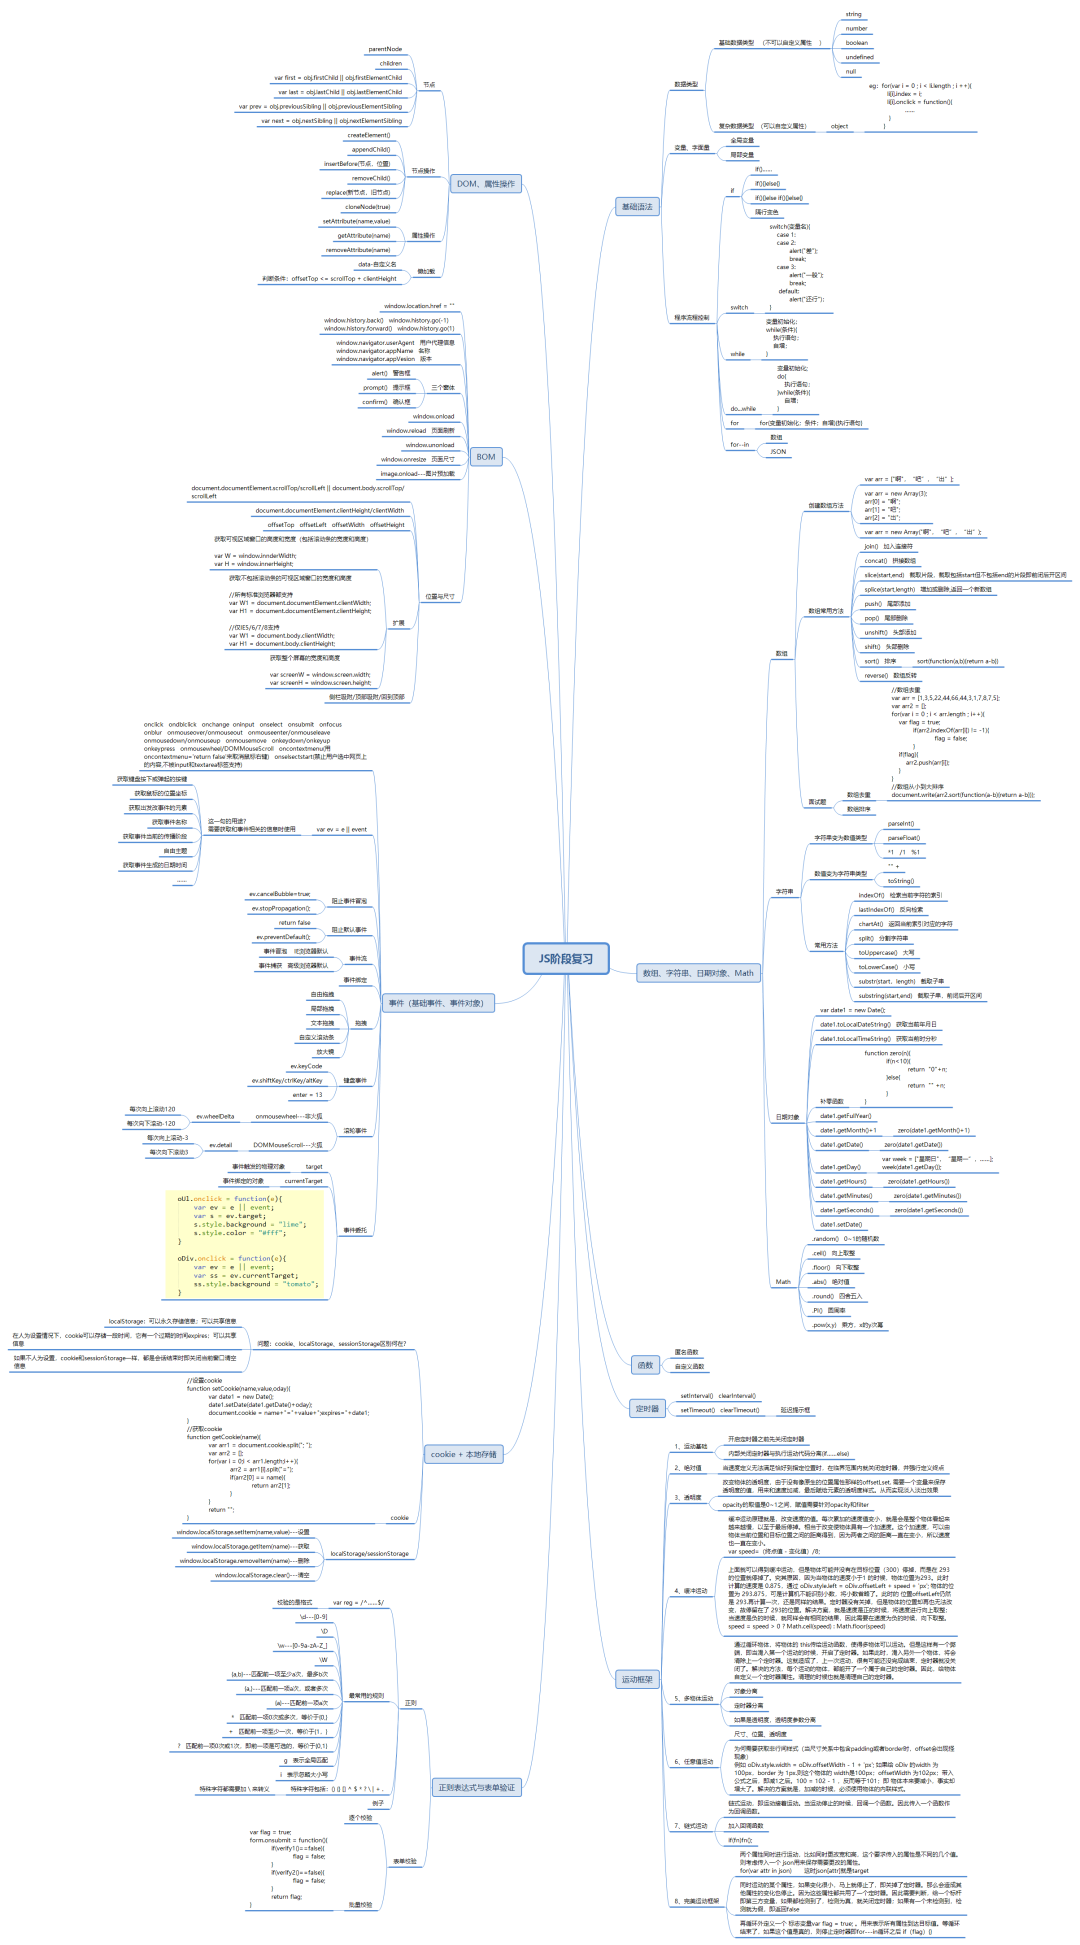 JS阶段复习
基础语法
数据类型
基础数据类型 （不可以自定义属性 ）
string
number
boolean
undefined
null
复杂数据类型 （可以自定义属性）
object
eg: for(var i = 0 ; i < li.length ; i ++){
li[i].index = i;
li[i].onclick = function(){
......
}
}
变量、字面量
全局变量
局部变量
程序流程控制
if
if(){......
if(){}else{}
if(){}else if(){}else{}
隔行变色
switch
switch(变量名){
case 1:
case 2:
alert("差");
break;
case 3:
alert("一般");
break;
default:
alert("还行");
}
while
变量初始化;
while(条件){
执行语句;
自增;
}
do...while
变量初始化;
do{
执行语句;
}while(条件){
自增;
}
for
for(变量初始化; 条件; 自增){执行语句}
for--in
数组
JSON
数组、字符串、日期对象、Math
数组
创建数组方法
var arr = ["啊", "吧" , "出" ];
var arr = new Array(3);
arr[0] = "啊";
arr[1] = "吧";
arr[2] = "出";
var arr = new Array("啊", "吧" , "出" );
数组常用方法
join() 加入连接符
concat() 拼接数组
slice(start,end) 截取片段，截取包括start但不包括end的片段即前闭后开区间
splice(start,length) 增加或删除,返回一个新数组
push() 尾部添加
pop() 尾部删除
unshift() 头部添加
shift() 头部删除
sort() 排序
sort(function(a,b){return a-b})
reverse() 数组反转
面试题
数组去重
//数组去重
var arr = [1,3,5,22,44,66,44,3,1,7,8,7,5];
var arr2 = [];
for(var i = 0 ; i < arr.length ; i++){
var flag = true;
if(arr2.indexOf(arr[i]) != -1){
flag = false;
}
if(flag){
arr2.push(arr[i]);
}
}
//数组从小到大排序
document.write(arr2.sort(function(a-b){return a-b}));
数组排序
字符串
字符串变为数值类型
parseInt()
parseFloat()
*1 /1 %1
数值变为字符串类型
"" +
toString()
常用方法
indexOf() 检索当前字符的索引
lastIndexOf() 反向检索
chartAt() 返回当前索引对应的字符
split() 分割字符串
toUppercase() 大写
toLowerCase() 小写
substr(start，length) 截取子串
substring(start,end) 截取子串，前闭后开区间
日期对象
var date1 = new Date();
date1.toLocalDateString() 获取当前年月日
date1.toLocalTimeString() 获取当前时分秒
补零函数
function zero(n){
if(n<10){
return "0"+n;
}else{
return "" +n;
}
}
date1.getFullYear()
date1.getMonth()+1
zero(date1.getMonth()+1)
date1.getDate()
zero(date1.getDate())
date1.getDay()
var week = ["星期日", "星期一" , ......];
week(date1.getDay());
date1.getHours()
zero(date1.getHours())
date1.getMinutes()
zero(date1.getMinutes())
date1.getSeconds()
zero(date1.getSeconds())
date1.setDate()
Math
.random() 0~1的随机数
.ceil() 向上取整
.floor() 向下取整
.abs() 绝对值
.round() 四舍五入
.PI() 圆周率
.pow(x,y) 乘方，x的y次幂
函数
匿名函数
自定义函数
定时器
setInterval() clearInterval()
setTimeout() clearTimeout()
延迟提示框
运动框架
1、运动基础
开启定时器之前先关闭定时器
内部关闭定时器与执行运动代码分离(if.......else)
2、绝对值
当速度定义无法满足恰好到指定位置时，在临界范围内就关闭定时器，并强行定义终点
3、透明度
改变物体的透明度，由于没有像原生的位置属性那样的offsetLset, 需要一个变量来保存
透明度的值，用来和速度加减，最后赋给元素的透明度样式。从而实现淡入淡出效果
opacity的取值是0~1之间，赋值需要针对opacity和filter
4、缓冲运动
缓冲运动原理就是，改变速度的值。每次累加的速度值变小，就是会是整个物体看起来
越来越慢，以至于最后停掉。相当于改变使物体具有一个加速度。这个加速度，可以由
物体当前位置和目标位置之间的距离得到，因为两者之间的距离一直在变小，所以速度
也一直在变小。
var speed=（终点值 - 变化值）/8;
上面就可以得到缓冲运动，但是物体可能并没有在目标位置（300）停掉，而是在 293
的位置就停掉了。究其原因，因为当物体的速度小于1 的时候，物体位置为293。此时
计算的速度是 0.875，通过 oDiv.style.left = oDiv.offsetLeft + speed + 'px'; 物体的位
置为 293.875，可是计算机不能识别小数，将小数省略了。此时的 位置offsetLeft仍然
是 293.再计算一次，还是同样的结果。定时器没有关掉，但是物体的位置却再也无法改
变，故停留在了 293的位置。解决方案，就是速度是正的时候，将速度进行向上取整；
当速度是负的时候，就同样会有相同的结果，因此需要在速度为负的时候，向下取整。
speed = speed > 0 ? Math.ceil(speed) : Math.floor(speed)
5、多物体运动
通过循环物体，将物体的 this传给运动函数，使得多物体可以运动。但是这样有一个弊
端，即当滑入第一个运动的时候，开启了定时器。如果此时，滑入另外一个物体，将会
清除上一个定时器。这就造成了，上一次运动，很有可能还没完成结束，定时器就没关
闭了。解决的方法，每个运动的物体，都能开了一个属于自己的定时器。因此，给物体
自定义一个定时器属性。清理的时候也就是清理自己的定时器。
对象分离
定时器分离
如果是透明度，透明度参数分离
6、任意值运动
尺寸、位置、透明度
为何需要获取非行间样式（当尺寸关系中包含padding或者border时，offset会出现怪
现象）
例如 oDiv.style.width = oDiv.offsetWidth - 1 + 'px'; 如果给 oDiv 的width 为
100px，border 为 1px.则这个物体的 width是100px；offsetWidth 为102px；带入
公式之后，即减1之后，100 = 102 - 1 ，反而等于101；即 物体本来要减小，事实却
增大了。解决的方案就是，加减的时候，必须使用物体的内联样式。
7、链式运动
链式运动，即运动接着运动。当运动停止的时候，回调一个函数。因此传入一个函数作
为回调函数。
加入回调函数
if(fn)fn();
8、完美运动框架
两个属性同时进行运动，比如同时更改宽和高，这个要求传入的属性是不同的几个值。
则考虑传入一个 json用来保存需要更改的属性。
for(var attr in json) 这时json[attr]就是target
同时运动的某个属性，如果变化很小，马上就停止了，即关掉了定时器。那么会造成其
他属性的变化也停止。因为这些属性都共用了一个定时器。因此需要判断，给一个标杆
即第三方变量，如果都检测到了，检测为真，就关闭定时器；如果有一个未检测到，检
测就为假，即返回false
再循环外定义一个 标志变量var flag = true; 。用来表示所有属性到达目标值。等循环
结束了，如果这个值是真的，则停止定时器即for---in循环之后 if（flag）{}
DOM、属性操作
节点
parentNode
children
var first = obj.firstChild || obj.firstElementChild
var last = obj.lastChild || obj.lastElementChild
var prev = obj.previousSibling || obj.previousElementSibling
var next = obj.nextSibling || obj.nextElementSibling
节点操作
createElement()
appendChild()
insertBefore(节点，位置)
removeChild()
replace(新节点，旧节点)
cloneNode(true)
属性操作
setAttribute(name,value)
getAttribute(name)
removeAttribute(name)
懒加载
data-自定义名
判断条件：offsetTop <= scrollTop + clientHeight
BOM
window.location.href = ""
window.history.back() window.history.go(-1)
window.history.forward() window.history.go(1)
window.navigator.userAgent 用户代理信息
window.navigator.appName 名称
window.navigator.appVesion 版本
三个窗体
alert() 警告框
prompt() 提示框
confirm() 确认框
window.onload
window.reload 页面刷新
window.unonload
window.onresize 页面尺寸
image.onload---图片预加载
位置与尺寸
document.documentElement.scrollTop/scrollLeft || document.body.scrollTop/
scrollLeft
document.documentElement.clientHeight/clientWidth
offsetTop offsetLeft offsetWidth offsetHeight
扩展
获取可视区域窗口的高度和宽度（包括滚动条的宽度和高度）
var W = window.innderWidth;
var H = window.innerHeight;
获取不包括滚动条的可视区域窗口的宽度和高度
//所有标准浏览器都支持
var W1 = document.documentElement.clientWidth;
var H1 = document.documentElement.clientHeight;
//仅IE5/6/7/8支持
var W1 = document.body.clientWidth;
var H1 = document.body.clientHeight;
获取整个屏幕的宽度和高度
var screenW = window.screen.width;
var screenH = window.screen.height;
侧栏吸附/顶部吸附/回到顶部
事件（基础事件、事件对象）
onclick ondblclick onchange oninput onselect onsubmit onfocus
onblur onmouseover/onmouseout onmouseenter/onmouseleave
onmousedown/onmouseup onmousemove onkeydown/onkeyup
onkeypress onmousewheel/DOMMouseScroll oncontextmenu(用
oncontextmenu='return false'来取消鼠标右键) onselsectstart(禁止用户选中网页上
的内容,不被input和textarea标签支持)
var ev = e || event
这一句的用途?
需要获取和事件相关的信息时使用
获取键盘按下或弹起的按键
获取鼠标的位置坐标
获取出发改事件的元素
获取事件名称
获取事件当前的传播阶段
自由主题
获取事件生成的日期时间
......
阻止事件冒泡
ev.cancelBubble=true;
ev.stopPropagation();
阻止默认事件
return false
ev.preventDefault();
事件流
事件冒泡 IE浏览器默认
事件捕获 高级浏览器默认
事件绑定
拖拽
自由拖拽
局部拖拽
文本拖拽
自定义滚动条
放大镜
键盘事件
ev.keyCode
ev.shiftKey/ctrlKey/altKey
enter = 13
滚轮事件
onmousewheel---非火狐
ev.wheelDelta
每次向上滚动120
每次向下滚动-120
DOMMouseScroll---火狐
ev.detail
每次向上滚动-3
每次向下滚动3
事件委托
target
事件触发的物理对象
currentTarget
事件绑定的对象
oUl.onclick = function(e){
var ev = e || event;
var s = ev.target;
s.style.background = "lime";
s.style.color = "#fff";
}
oDiv.onclick = function(e){
var ev = e || event;
var ss = ev.currentTarget;
ss.style.background = "tomato";
}
cookie + 本地存储
问题：cookie、localStorage、sessionStorage区别何在?
localStorage：可以永久存储信息；可以共享信息
在人为设置情况下，cookie可以存储一段时间，它有一个过期的时间expires；可以共享
信息
如果不人为设置，cookie和sessionStorage一样，都是会话结束时即关闭当前窗口清空
信息
cookie
//设置cookie
function setCookie(name,value,oday){
var date1 = new Date();
date1.setDate(date1.getDate()+oday);
document.cookie = name+"="+value+";expires="+date1;
}
//获取cookie
function getCookie(name){
var arr1 = document.cookie.split("; ");
var arr2 = [];
for(var i = 0;i < arr1.length;i++){
arr2 = arr1[i].split("=");
if(arr2[0] == name){
return arr2[1];
}
}
return "";
}
localStorage/sessionStorage
window.localStorage.setItem(name,value)---设置
window.localStorage.getItem(name)---获取
window.localStorage.removeItem(name)---删除
window.localStorage.clear()---清空
正则表达式与表单验证
正则
var reg = /^......$/
校验的是格式
最常用的规则
\d---[0-9]
\D
\w---[0-9a-zA-Z_]
\W
{a,b}---匹配前一项至少a次，最多b次
{a,}---匹配前一项a次，或者多次
{a}---匹配前一项a次
* 匹配前一项0次或多次，等价于{0,}
+ 匹配前一项至少一次，等价于{1，}
? 匹配前一项0次或1次，即前一项是可选的，等价于{0,1}
g 表示全局匹配
i 表示忽略大小写
特殊字符包括：() {} [] ^ $ * ? \ | + .
特殊字符都需要加 \ 来转义
例子
表单校验
逐个校验
批量校验
var flag = true;
form.onsubmit = function(){
if(verify1()==false){
flag = false;
}
if(verify2()==false){
flag = false;
}
return flag;
}